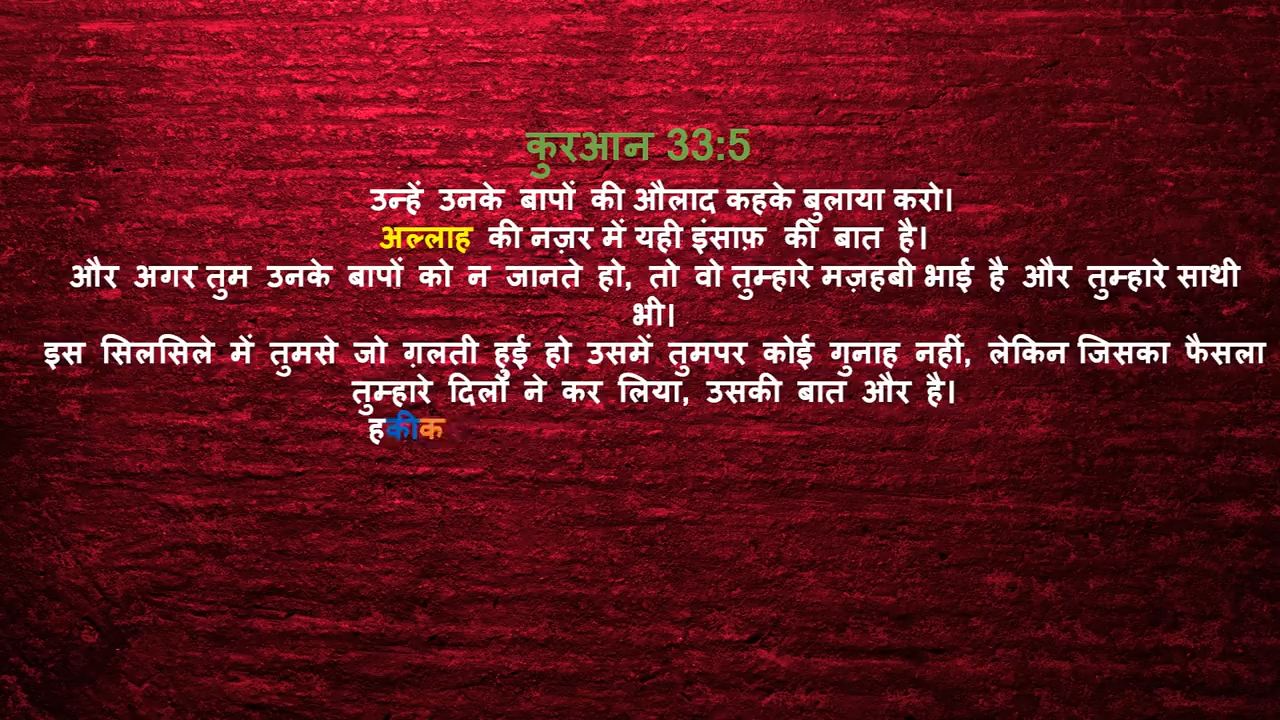 कुरआन 33:5
उन्हें उनके बापों की औलाद कहके बुलाया करो।
अल्लाह की नज़र में यही इंसाफ़ की बात है।
और अगर तुम उनके बापों को न जानते हो, तो वो तुम्हारे मज़हबी भाई है और तुम्हारे साथी
भी।
इस सिलसिले में तुमसे जो ग़लती हुई हो उसमें तुमपर कोई गुनाह नहीं, लेकिन जिसका फैसला
तुम्हारे दिलों ने कर लिया, उसकी बात और है।
हकीक